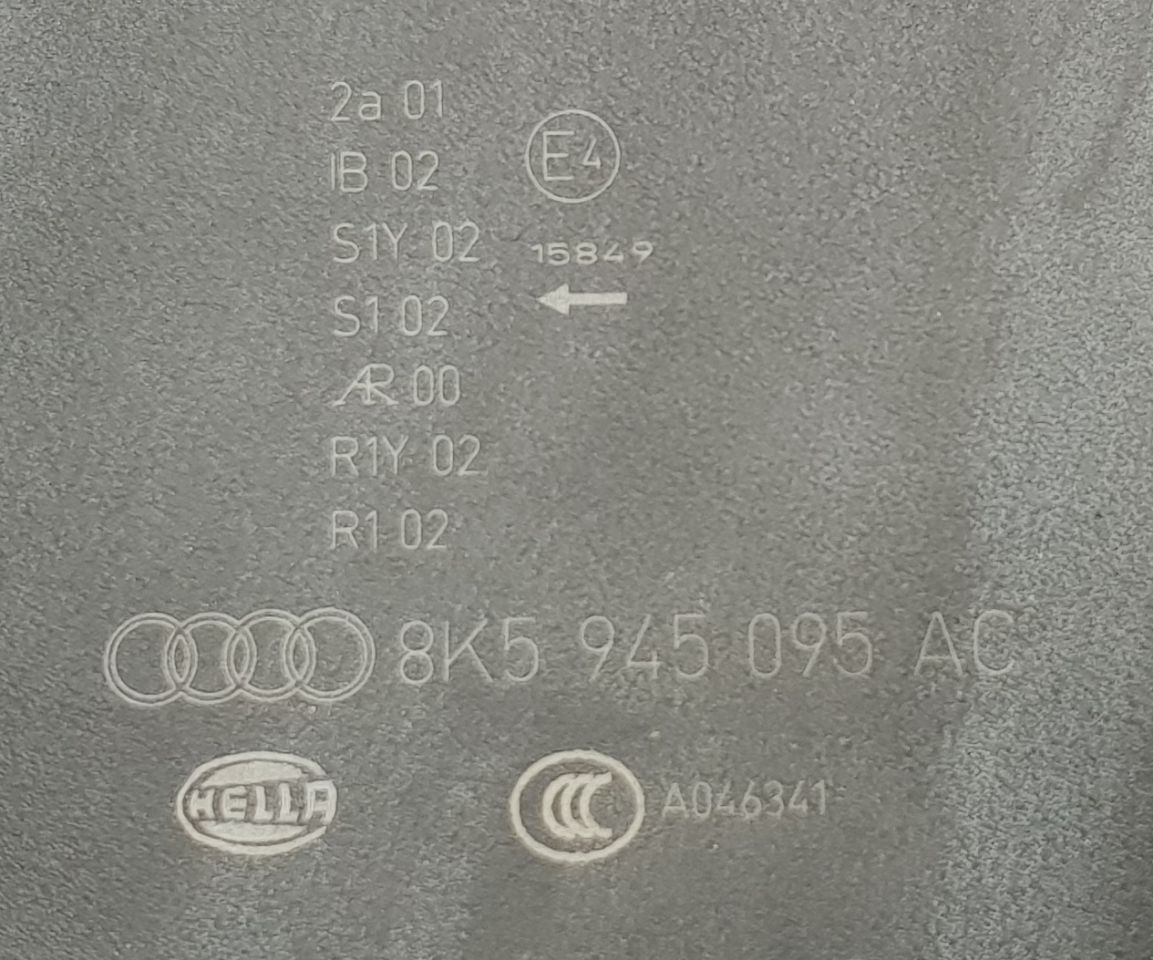 2a 01
IB 02
E4
S1Y 02
15849
S1 02
AR 00
R1Y 02
R1 02
8K5 945 095 AC
HELLA
CCC
A046341